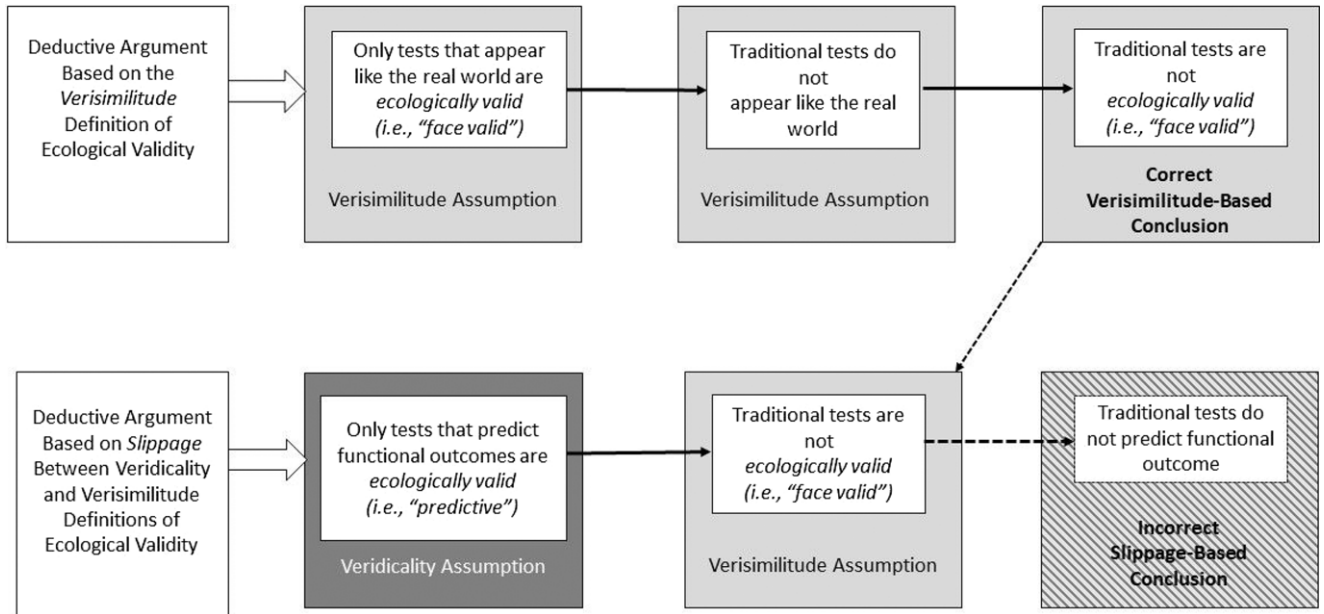 Deductive Argument
Based on the
Verisimilitude
Definition of
Ecological Validity
Only tests that appear
like the real world are
ecologically valid
(i.e., “face valid”)
Verisimilitude Assumption
Traditional tests do
not
appear like the real
world
Verisimilitude Assumption
Traditional tests are
not
ecologically valid
(i.e., “face valid”)
Correct
Verisimilitude-Based
Conclusion
Deductive Argument
Based on Slippage
Between Veridicality
and Verisimilitude
Definitions of
Ecological Validity
Only tests that predict
functional outcomes are
ecologically valid
(i.e., “predictive”)
Veridicality Assumption
Traditional tests are
not
ecologically valid
(i.e., “face valid”)
Verisimilitude Assumption
Traditional tests do
not predict functional
outcome
Incorrect
Slippage-Based
Conclusion